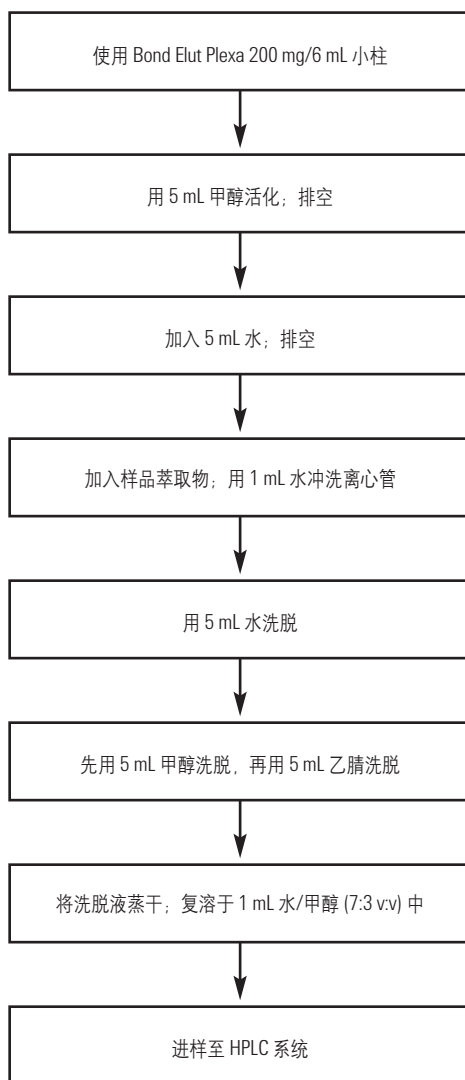 使用 Bond Elut Plexa 200 mg/6 mL 小柱
用 5 mL 甲醇活化；排空
加入 5 mL 水；排空
加入样品萃取物；用 1 mL 水冲洗离心管
用 5 mL 水洗脱
先用 5 mL 甲醇洗脱，再用 5 mL 乙腈洗脱
将洗脱液蒸干；复溶于 1 mL 水/甲醇 (7:3 v:v) 中
进样至 HPLC 系统